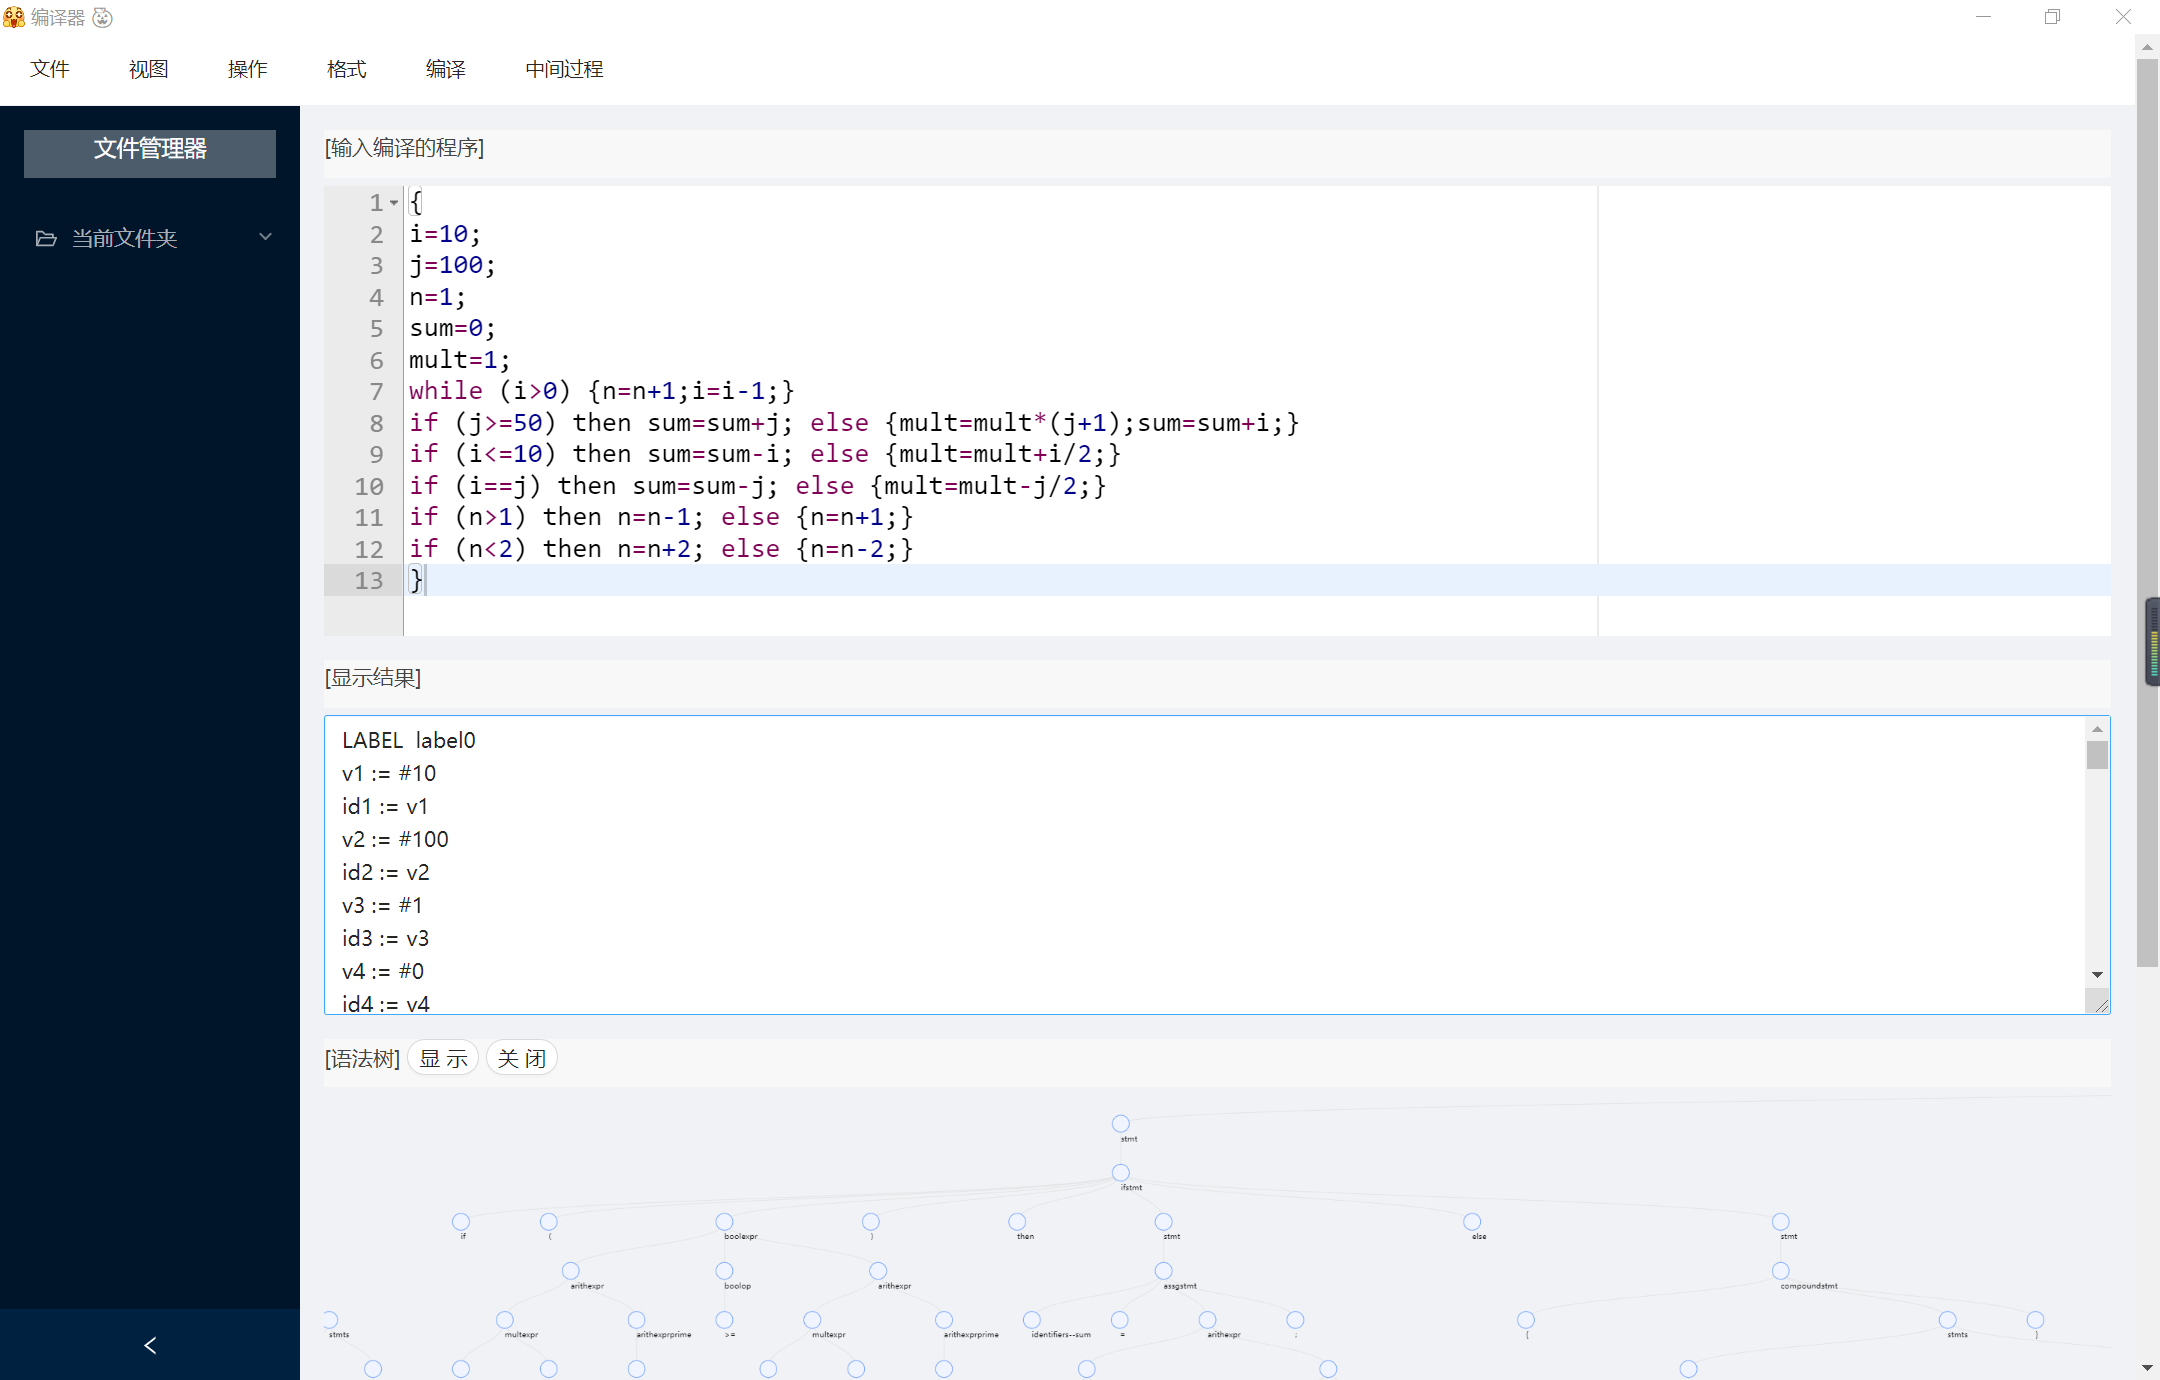 编译器
文件 视图 操作 格式 编译 中间过程
文件管理器
当前文件夹
[输入编译的程序]
1 {
2 i=10;
3 j=100;
4 n=1;
5 sum=0;
6 mult=1;
7 while (i>0) {n=n+1;i=i-1;}
8 if (j>=50) then sum=sum+j; else {mult=mult*(j+1);sum=sum+i;}
9 if (i<=10) then sum=sum-i; else {mult=mult+i/2;}
10 if (i==j) then sum=sum-j; else {mult=mult-j/2;}
11 if (n>1) then n=n-1; else {n=n+1;}
12 if (n<2) then n=n+2; else {n=n-2;}
13 }
[显示结果]
LABEL label0
v1 := #10
id1 := v1
v2 := #100
id2 := v2
v3 := #1
id3 := v3
v4 := #0
id4 := v4
[语法树] 显 示 关 闭
stmt
ifstmt
if ( boolexpr ) then stmt else stmt
arithexpr boolop arithexpr assgstmt compoundstmt
stmts multexpr arithexprprime >= multexpr arithexprprime identifiers--sum = arithexpr ; { stmts }